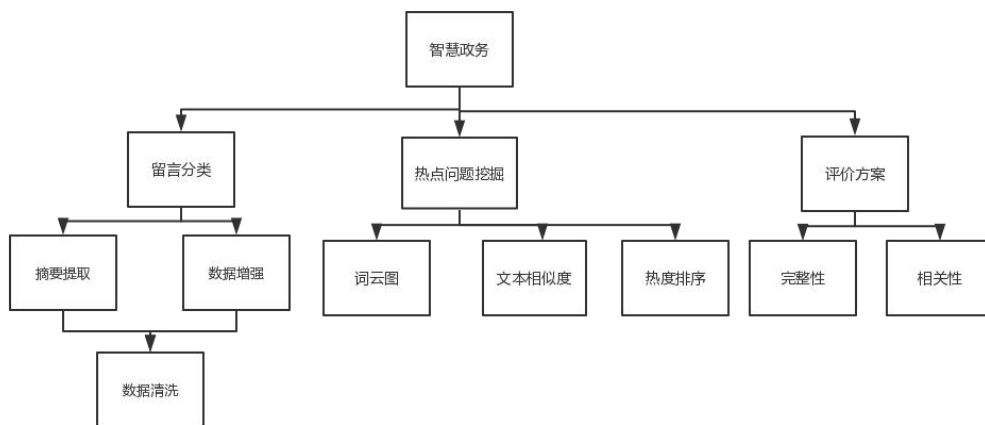 智慧政务
留言分类
热点问题挖掘
评价方案
摘要提取
数据增强
词云图
文本相似度
热度排序
完整性
相关性
数据清洗